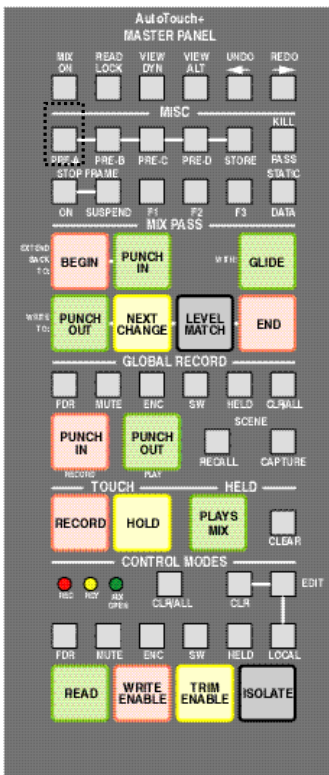 AutoTouch+
MASTER PANEL
MIX ON READ LOCK VIEW DYN VIEW ALT UNDO REDO
MISC
KILL
PRE-A PRE-B PRE-C PRE-D STORE PASS
STOP FRAME STATIC
ON SUSPEND F1 F2 F3 DATA
MIX PASS
EXTEND BACK TO: BEGIN PUNCH IN WITH: GLIDE
WRITE TO: PUNCH OUT NEXT CHANGE LEVEL MATCH END
GLOBAL RECORD
FDR MUTE ENC SW HELD CLR/ALL
SCENE
PUNCH IN PUNCH OUT
RECORD PLAY RECALL CAPTURE
TOUCH HELD
RECORD HOLD PLAYS MIX
CLEAR
CONTROL MODES
EDIT
REC RDY MIX OPEN CLR/ALL CLR
FDR MUTE ENC SW HELD LOCAL
READ WRITE ENABLE TRIM ENABLE ISOLATE